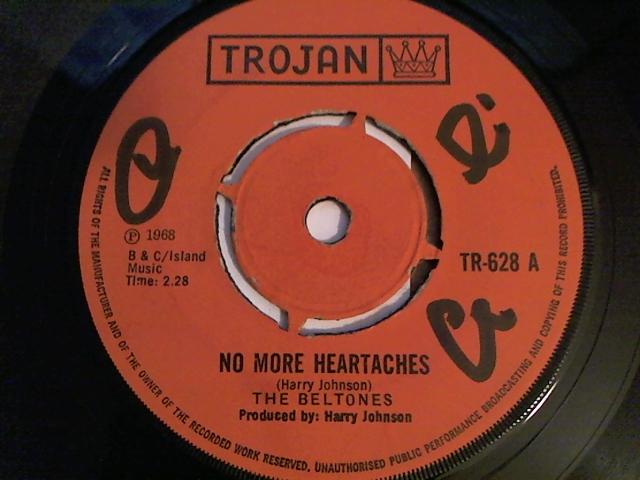 TROJAN
℗ 1968
B & C/Island
Music
Time: 2.28
TR-628 A
NO MORE HEARTACHES
(Harry Johnson)
THE BELTONES
Produced by: Harry Johnson
ALL RIGHTS OF THE MANUFACTURER AND OF THE OWNER OF THE RECORDED WORK RESERVED. UNAUTHORISED PUBLIC PERFORMANCE BROADCASTING AND COPYING OF THIS RECORD PROHIBITED.